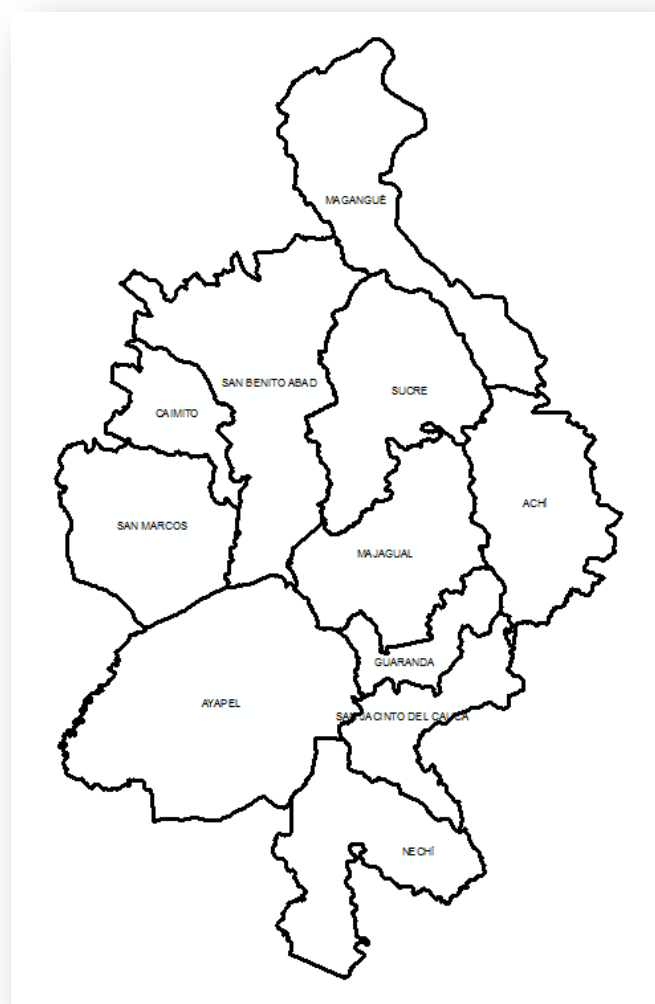 MAGANGUÉ
SAN BENITO ABAD
SUCRE
CAIMITO
ACHÍ
SAN MARCOS
MAJAGUAL
GUARANDA
AYAPEL
SAN JACINTO DEL CAUCA
NECHÍ